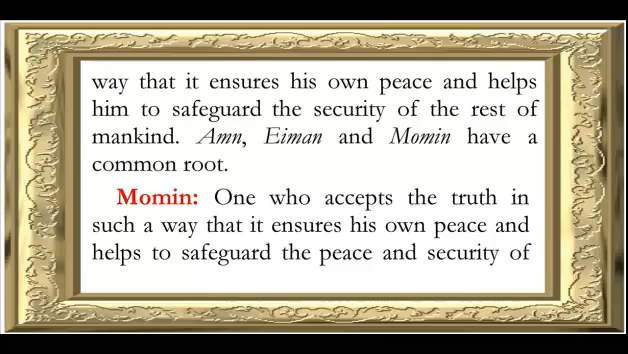 way that it ensures his own peace and helps
him to safeguard the security of the rest of
mankind. Amn, Eiman and Momin have a
common root.
Momin: One who accepts the truth in
such a way that it ensures his own peace and
helps to safeguard the peace and security of